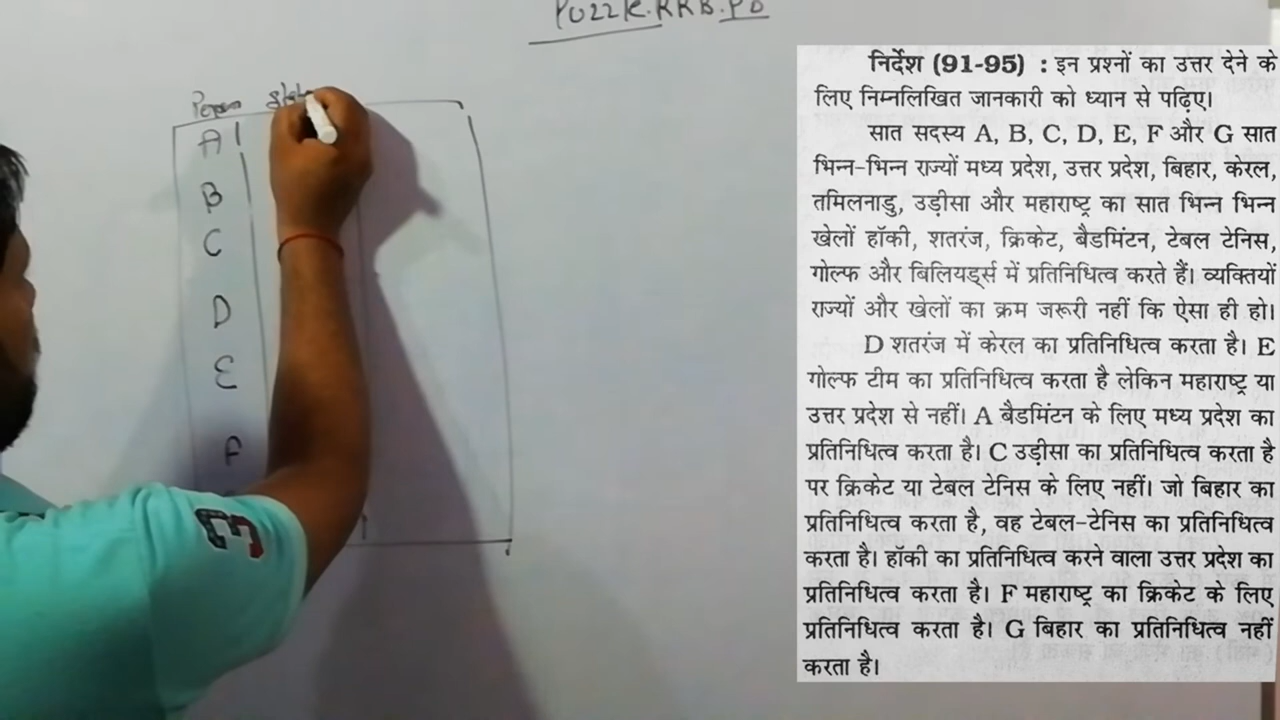 Puzzle.RRB.PO
Person State
A
B
C
D
E
F
निर्देश (91-95) : इन प्रश्नों का उत्तर देने के
लिए निम्नलिखित जानकारी को ध्यान से पढ़िए।
सात सदस्य A, B, C, D, E, F और G सात
भिन्न-भिन्न राज्यों मध्य प्रदेश, उत्तर प्रदेश, बिहार, केरल,
तमिलनाडु, उड़ीसा और महाराष्ट्र का सात भिन्न भिन्न
खेलों हॉकी, शतरंज, क्रिकेट, बैडमिंटन, टेबल टेनिस,
गोल्फ और बिलियर्ड्स में प्रतिनिधित्व करते हैं। व्यक्तियों
राज्यों और खेलों का क्रम जरूरी नहीं कि ऐसा ही हो।
D शतरंज में केरल का प्रतिनिधित्व करता है। E
गोल्फ टीम का प्रतिनिधित्व करता है लेकिन महाराष्ट्र या
उत्तर प्रदेश से नहीं। A बैडमिंटन के लिए मध्य प्रदेश का
प्रतिनिधित्व करता है। C उड़ीसा का प्रतिनिधित्व करता है
पर क्रिकेट या टेबल टेनिस के लिए नहीं। जो बिहार का
प्रतिनिधित्व करता है, वह टेबल-टेनिस का प्रतिनिधित्व
करता है। हॉकी का प्रतिनिधित्व करने वाला उत्तर प्रदेश का
प्रतिनिधित्व करता है। F महाराष्ट्र का क्रिकेट के लिए
प्रतिनिधित्व करता है। G बिहार का प्रतिनिधित्व नहीं
करता है।